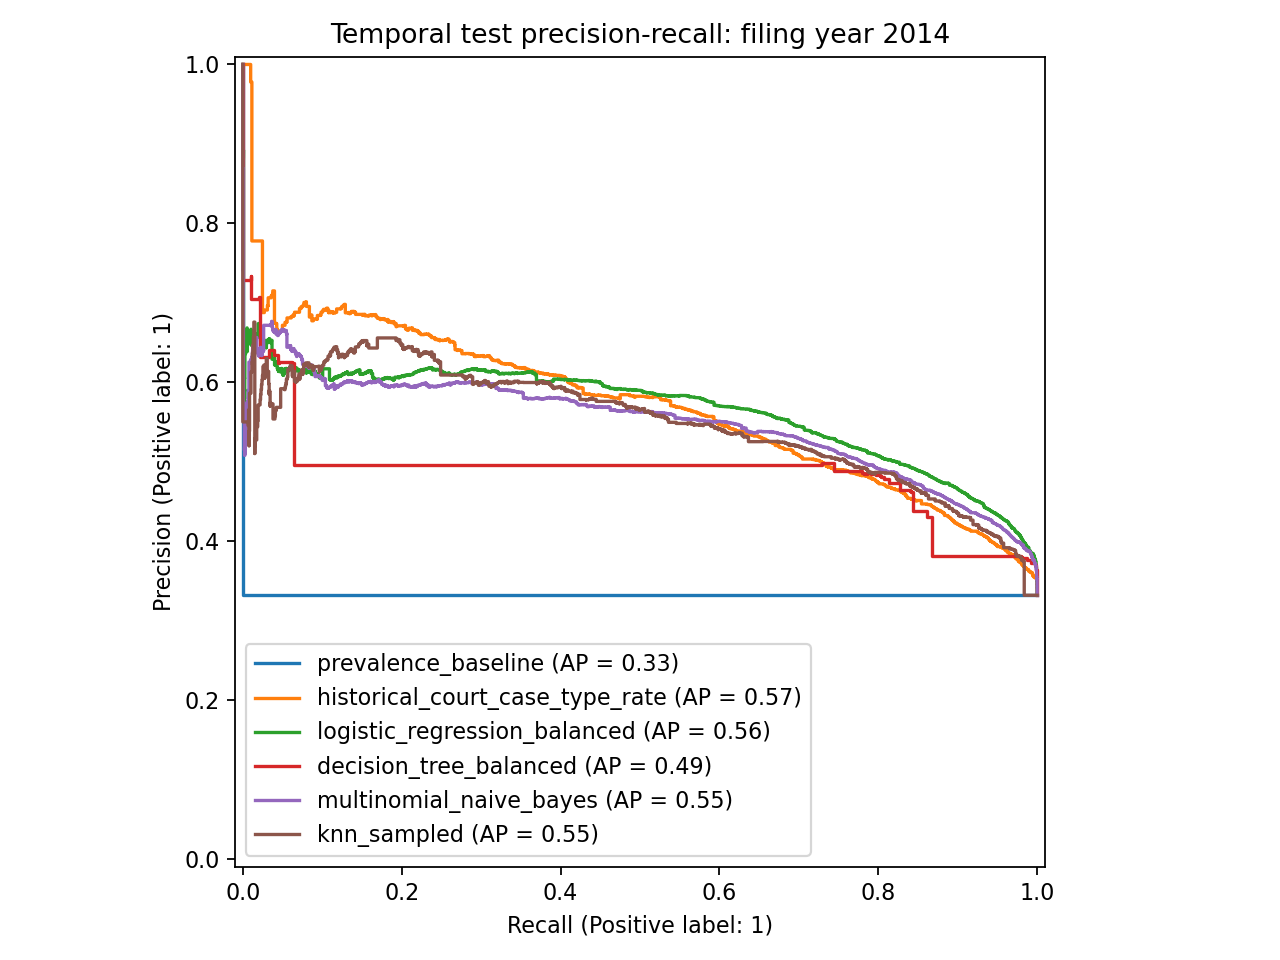 Temporal test precision-recall: filing year 2014
Precision (Positive label: 1)
1.0
0.8
0.6
0.4
0.2
0.0
prevalence_baseline (AP = 0.33)
historical_court_case_type_rate (AP = 0.57)
logistic_regression_balanced (AP = 0.56)
decision_tree_balanced (AP = 0.49)
multinomial_naive_bayes (AP = 0.55)
knn_sampled (AP = 0.55)
0.0 0.2 0.4 0.6 0.8 1.0
Recall (Positive label: 1)